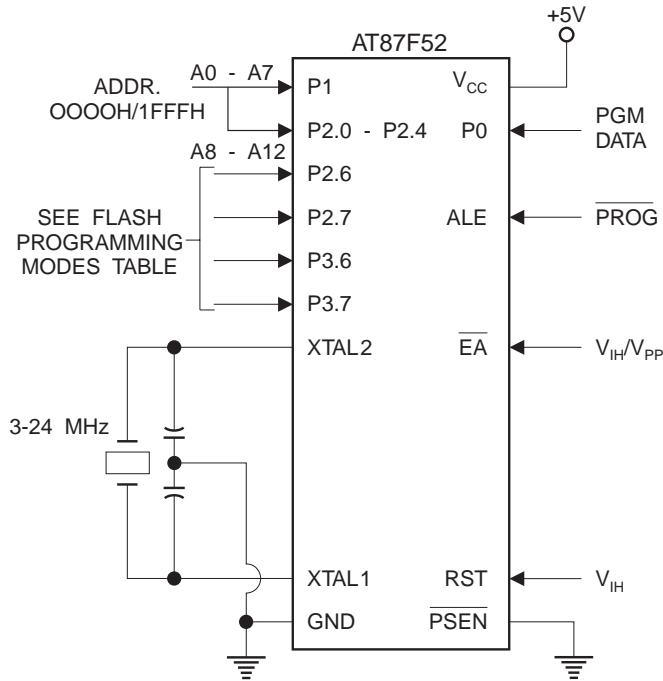 +5V
AT87F52
ADDR.
OOOOH/1FFFH
A0 - A7
P1
VCC
P2.0 - P2.4
P0
PGM
DATA
A8 - A12
P2.6
SEE FLASH
PROGRAMMING
MODES TABLE
P2.7
ALE
PROG
P3.6
P3.7
XTAL2
EA
VIH/VPP
3-24 MHz
XTAL1
RST
VIH
GND
PSEN